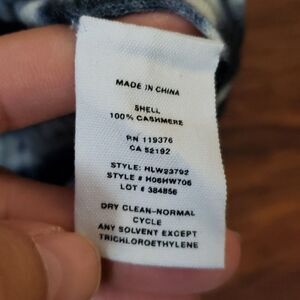 MADE IN CHINA
SHELL
100% CASHMERE
RN 119376
CA 52192
STYLE: HLW23792
STYLE # H06HW706
LOT # 384856
DRY CLEAN-NORMAL
CYCLE
ANY SOLVENT EXCEPT
TRICHLOROETHYLENE